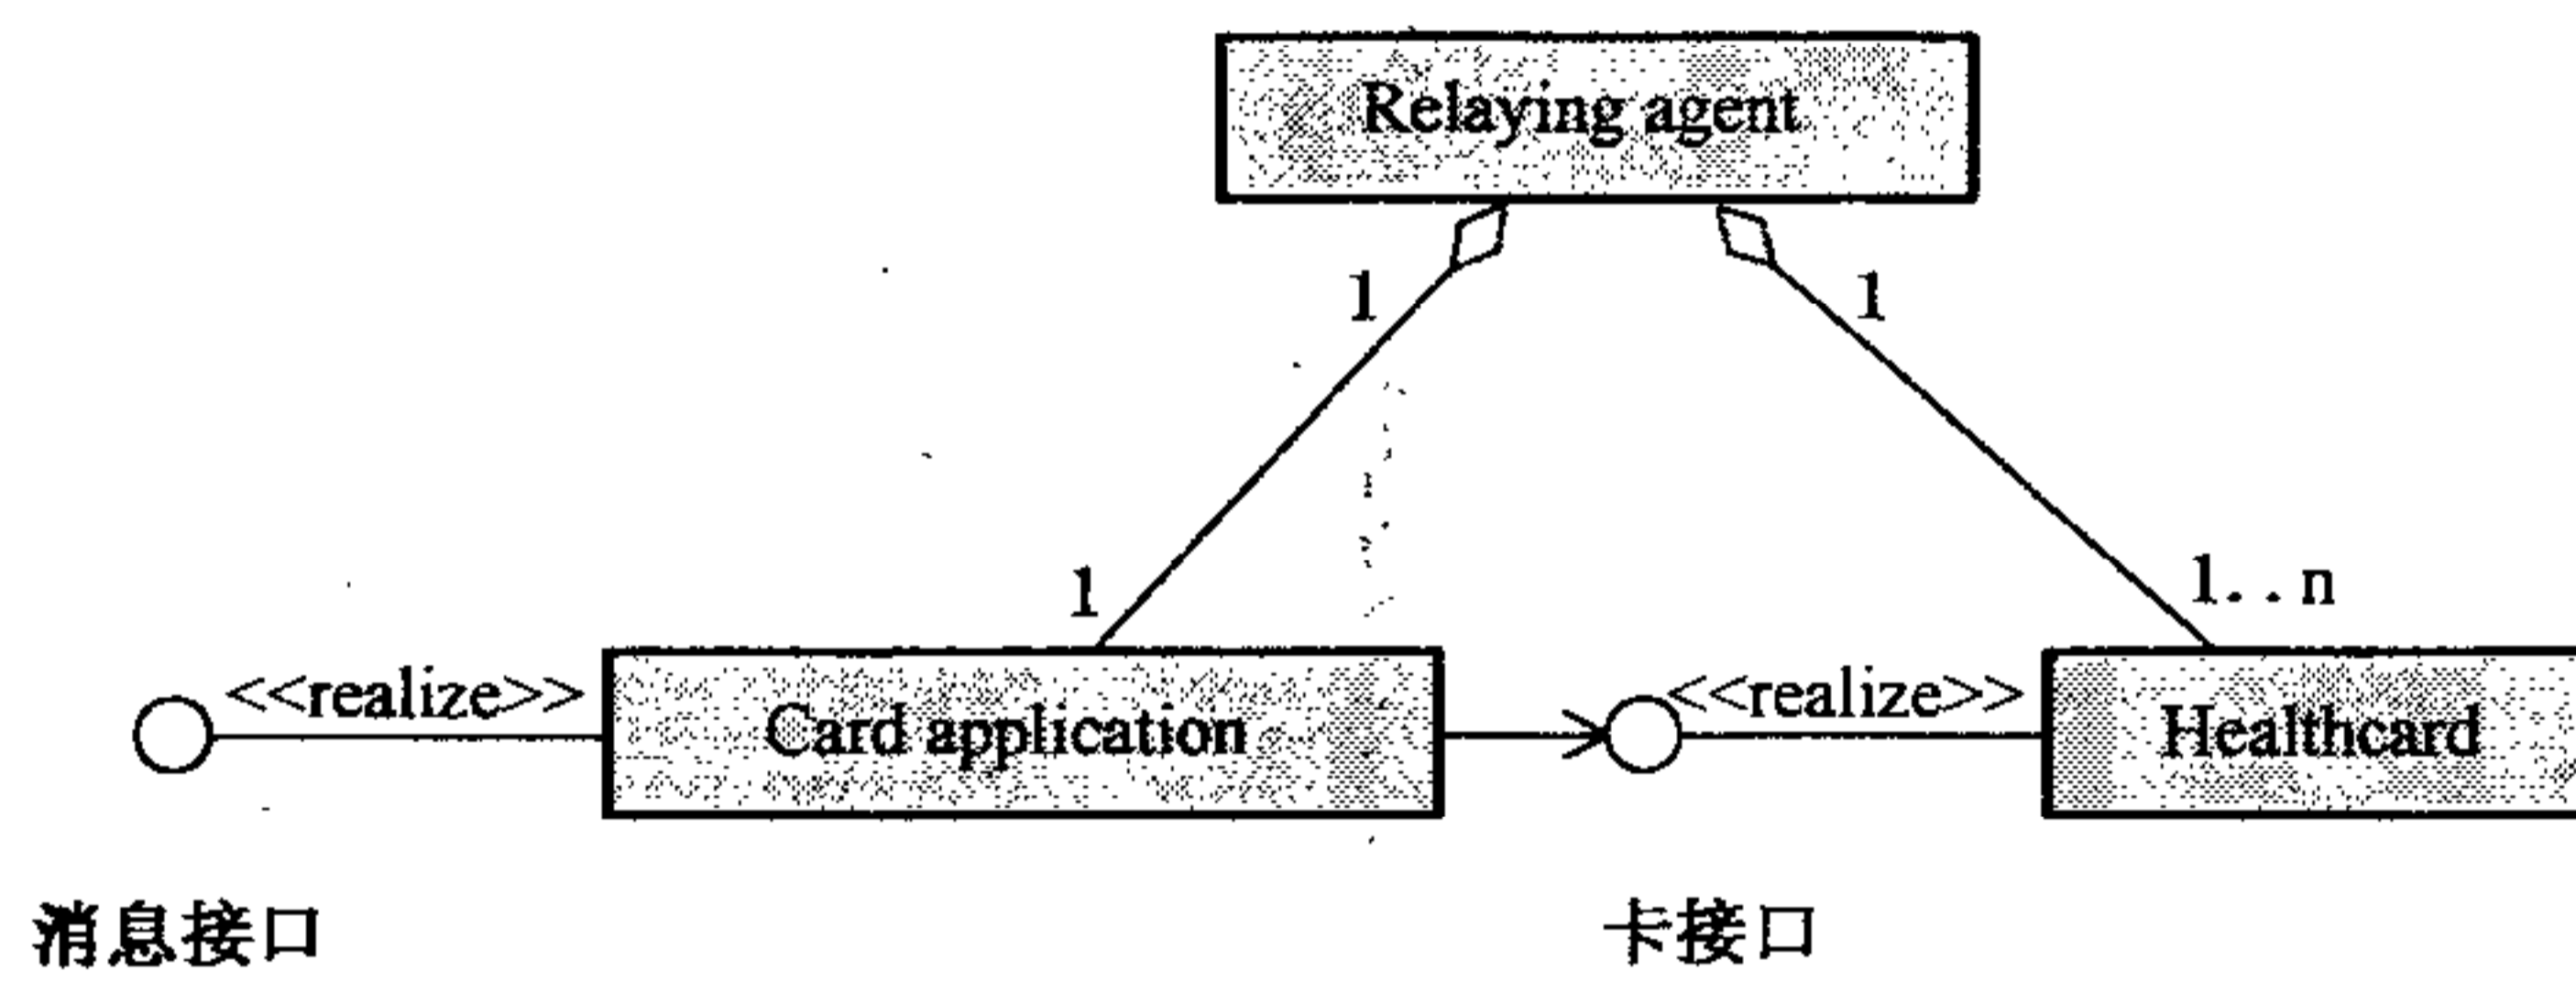 Relaying agent
1
1
1
1..n
<<realize>>
Card application
<<realize>>
Healthcard
消息接口
卡接口